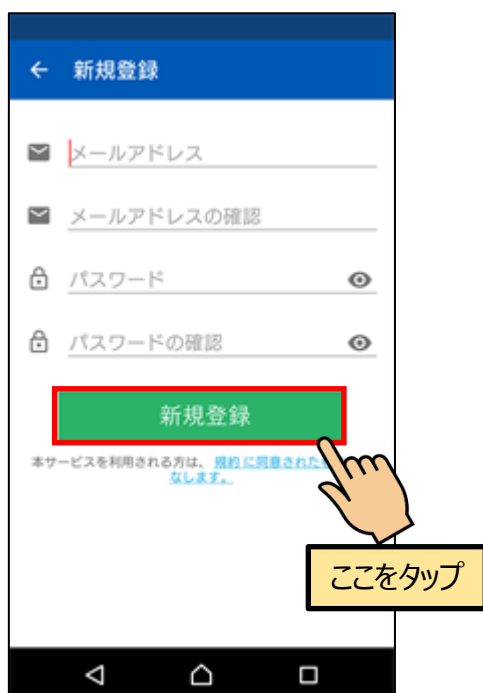 新規登録
メールアドレス
メールアドレスの確認
パスワード
パスワードの確認
新規登録
本サービスを利用される方は、規約に同意された
なします。
ここをタップ